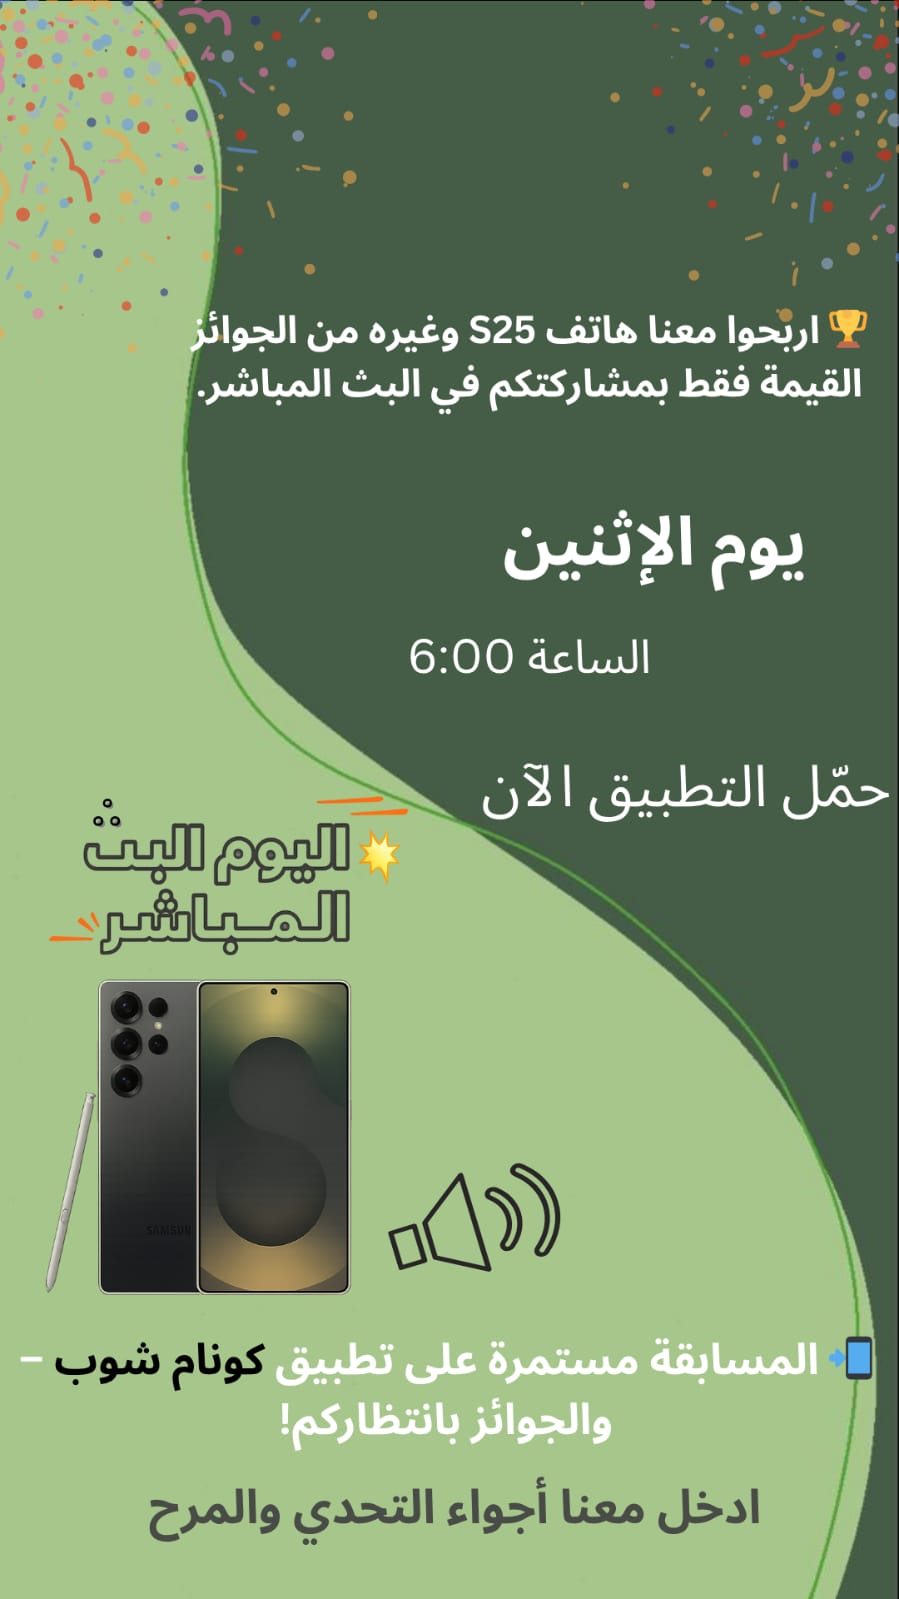 🏆 اربحوا معنا هاتف S25 وغيره من الجوائز
القيمة فقط بمشاركتكم في البث المباشر.
يوم الإثنين
الساعة 6:00
حمّل التطبيق الآن
💥اليوم البث
المباشر
SAMSUN
📲 المسابقة مستمرة على تطبيق كونام شوب –
والجوائز بانتظاركم!
ادخل معنا أجواء التحدي والمرح